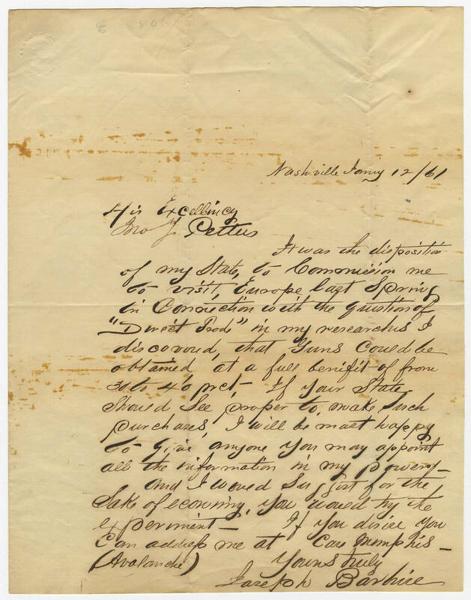 Nashville Jany 12/61
His Excellency
Jno J. Pettus
It was the disposition
of my State, to Commission me
to visit, Europe last Spring
in Connection with the question of
"Direct Trade" in my researches I
discovered, that Guns Could be
obtained at a full benefit of from
30 to 40 prct, - If your State
Should See proper to, make Such
purchases, I will be most happy
to Give anyone you may appoint
all the information in my power, -
And I would Suggest for the
Sake of economy, you would try the
experiment - If you desire you
Can address me at Care Memphis -
(Avalanche) Yours truly
Joseph Barbiere